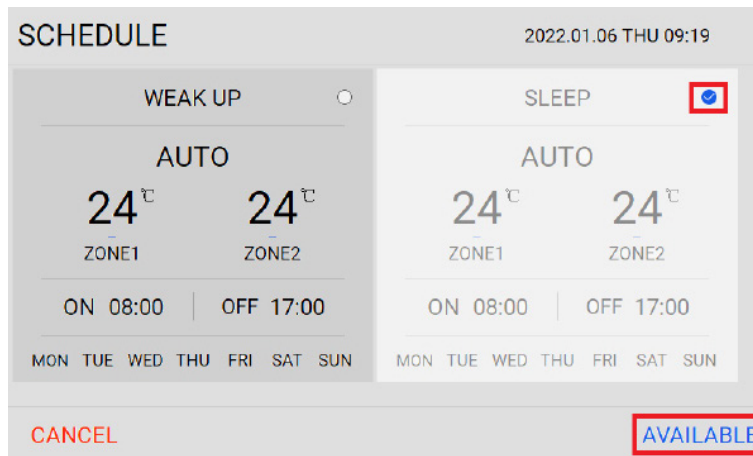 SCHEDULE 2022.01.06 THU 09:19
WEAK UP SLEEP
AUTO AUTO
24℃ 24℃ 24℃ 24℃
ZONE1 ZONE2 ZONE1 ZONE2
ON 08:00 OFF 17:00 ON 08:00 OFF 17:00
MON TUE WED THU FRI SAT SUN MON TUE WED THU FRI SAT SUN
CANCEL AVAILABLE